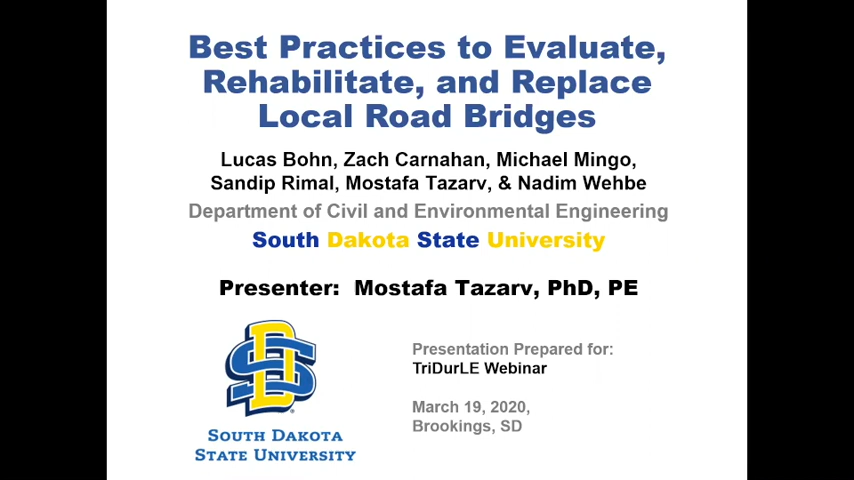 Best Practices to Evaluate,
Rehabilitate, and Replace
Local Road Bridges
Lucas Bohn, Zach Carnahan, Michael Mingo,
Sandip Rimal, Mostafa Tazarv, & Nadim Wehbe
Department of Civil and Environmental Engineering
South Dakota State University
Presenter: Mostafa Tazarv, PhD, PE
SD
SOUTH DAKOTA
STATE UNIVERSITY
Presentation Prepared for:
TriDurLE Webinar
March 19, 2020,
Brookings, SD